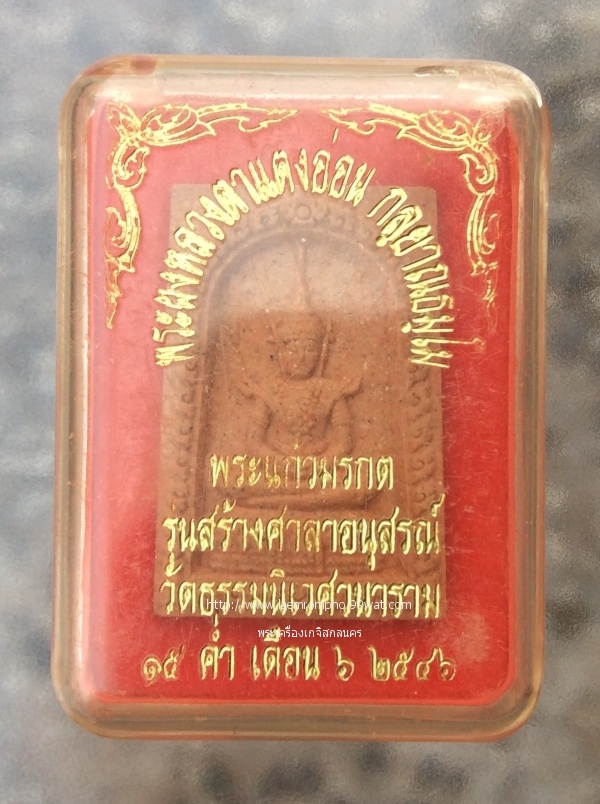 พระผงหลวงตาแตงอ่อน กลฺยาณธมฺโม
พระแก้วมรกต
รุ่นสร้างศาลาอนุสรณ์
วัดธรรมนิเวศวนาราม
พระเครื่องเกจิสกลนคร
๑๕ ค่ำ เดือน ๖ ๒๕๔๖